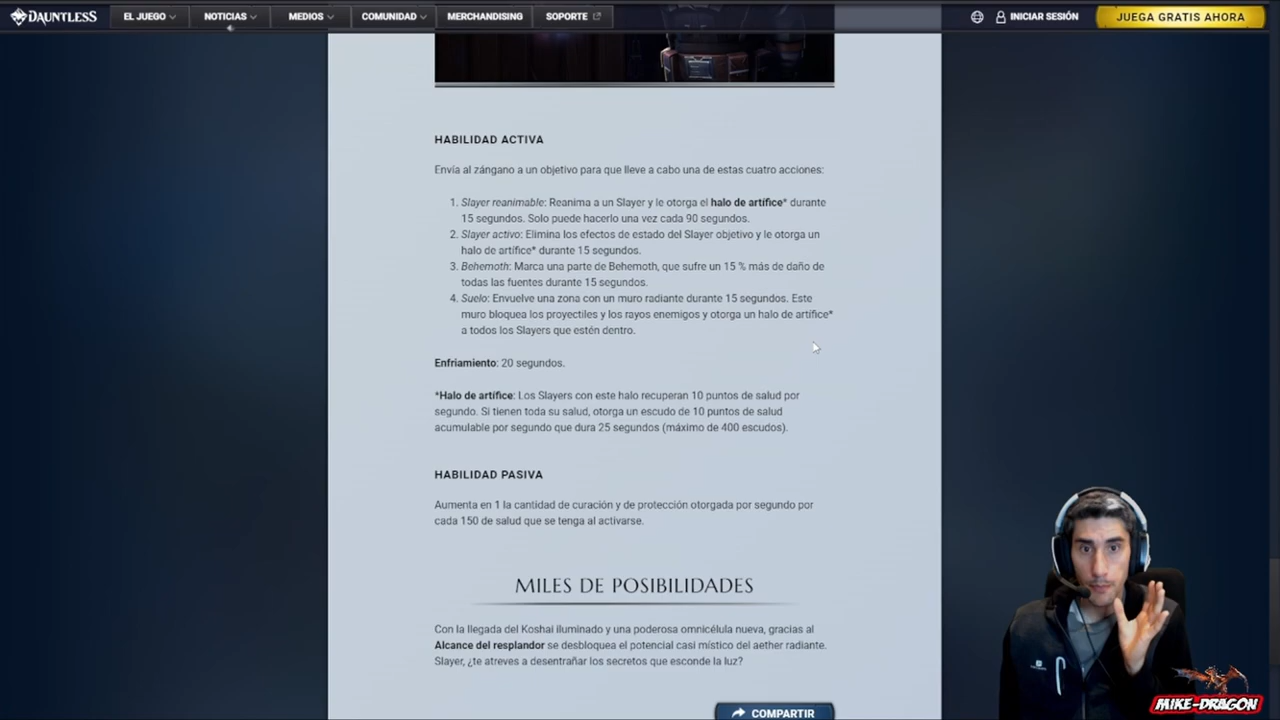 DAUNTLESS EL JUEGO NOTICIAS MEDIOS COMUNIDAD MERCHANDISING SOPORTE INICIAR SESIÓN JUEGA GRATIS AHORA
HABILIDAD ACTIVA
Envía al zángano a un objetivo para que lleve a cabo una de estas cuatro acciones:
1. Slayer reanimable: Reanima a un Slayer y le otorga el halo de artífice* durante
15 segundos. Solo puede hacerlo una vez cada 90 segundos.
2. Slayer activo: Elimina los efectos de estado del Slayer objetivo y le otorga un
halo de artífice* durante 15 segundos.
3. Behemoth: Marca una parte de Behemoth, que sufre un 15 % más de daño de
todas las fuentes durante 15 segundos.
4. Suelo: Envuelve una zona con un muro radiante durante 15 segundos. Este
muro bloquea los proyectiles y los rayos enemigos y otorga un halo de artífice*
a todos los Slayers que estén dentro.
Enfriamiento: 20 segundos.
*Halo de artífice: Los Slayers con este halo recuperan 10 puntos de salud por
segundo. Si tienen toda su salud, otorga un escudo de 10 puntos de salud
acumulable por segundo que dura 25 segundos (máximo de 400 escudos).
HABILIDAD PASIVA
Aumenta en 1 la cantidad de curación y de protección otorgada por segundo por
cada 150 de salud que se tenga al activarse.
MILES DE POSIBILIDADES
Con la llegada del Koshai iluminado y una poderosa omnicélula nueva, gracias al
Alcance del resplandor se desbloquea el potencial casi místico del aether radiante.
Slayer, ¿te atreves a desentrañar los secretos que esconde la luz?
COMPARTIR
MIKE-DRAGON